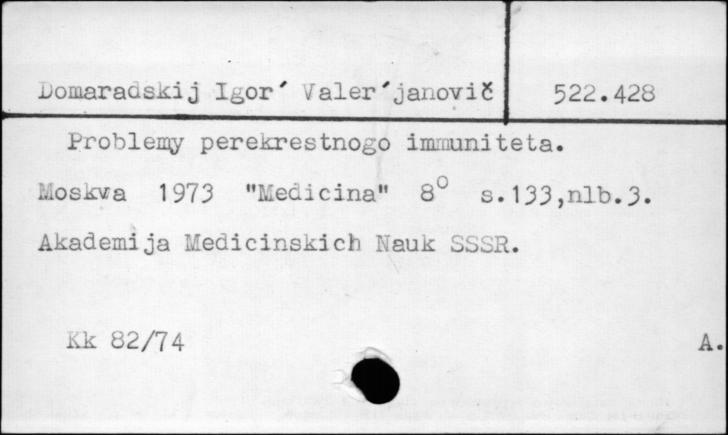 Domaradskij Igor´ Valer´janovič 522.428
Problemy perekrestnogo immuniteta.
Moskva 1973 "Medicina" 8° s.133,nlb.3.
Akademija Medicinskich Nauk SSSR.
Kk 82/74 A.